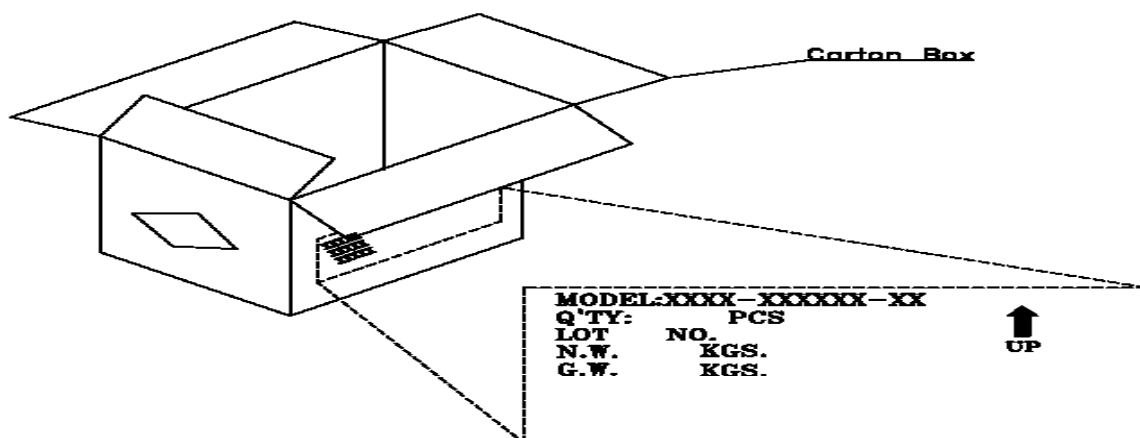 Carton Box
MODEL:XXXX-XXXXXX-XX
Q'TY: PCS
LOT NO.
N.W. KGS.
G.W. KGS.
UP